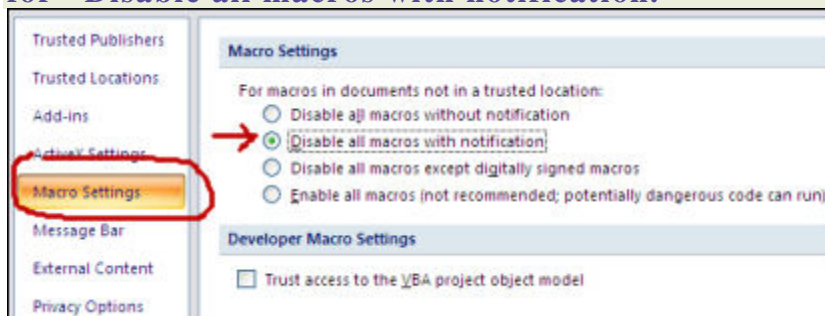 for "Disable all macros with notification."
Trusted Publishers
Trusted Locations
Add-ins
ActiveX Settings
Macro Settings
Message Bar
External Content
Privacy Options
Macro Settings
For macros in documents not in a trusted location:
Disable all macros without notification
Disable all macros with notification
Disable all macros except digitally signed macros
Enable all macros (not recommended; potentially dangerous code can run)
Developer Macro Settings
Trust access to the VBA project object model